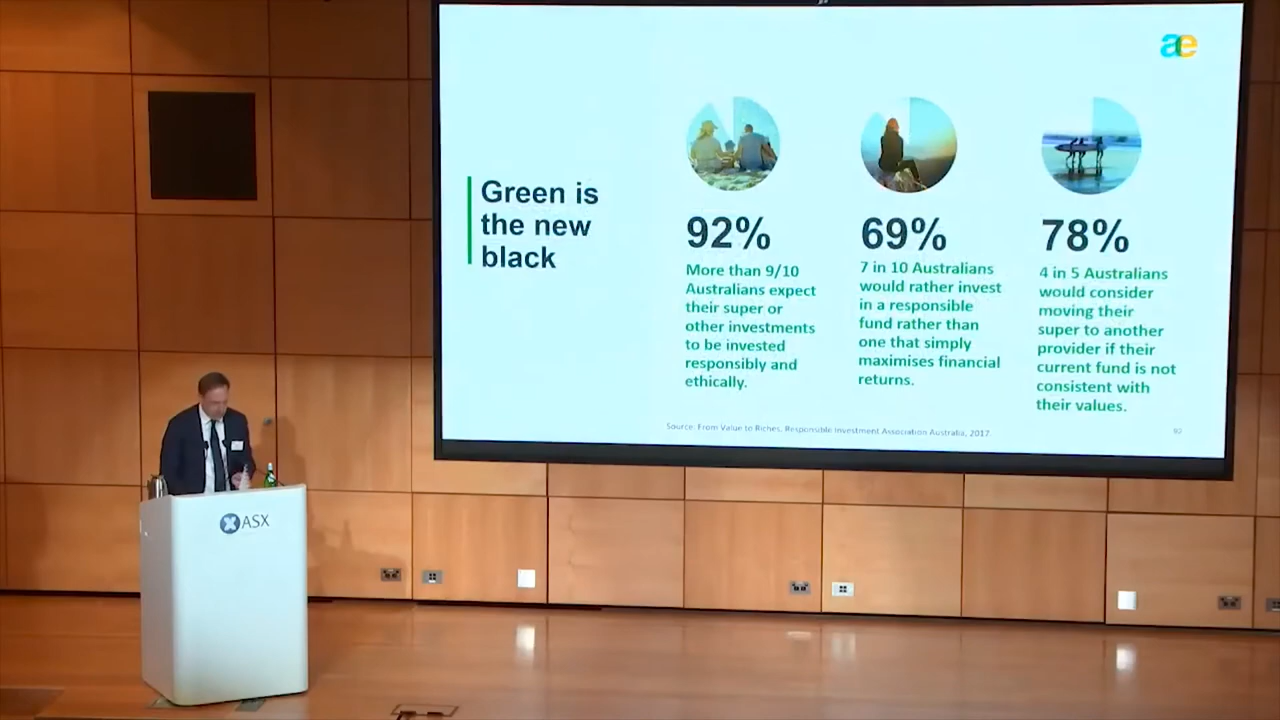 ae
Green is
the new
black
92%
More than 9/10
Australians expect
their super or
other investments
to be invested
responsibly and
ethically.
69%
7 in 10 Australians
would rather invest
in a responsible
fund rather than
one that simply
maximises financial
returns.
78%
4 in 5 Australians
would consider
moving their
super to another
provider if their
current fund is not
consistent with
their values.
Source: From Value to Riches, Responsible Investment Association Australia, 2017.
ASX